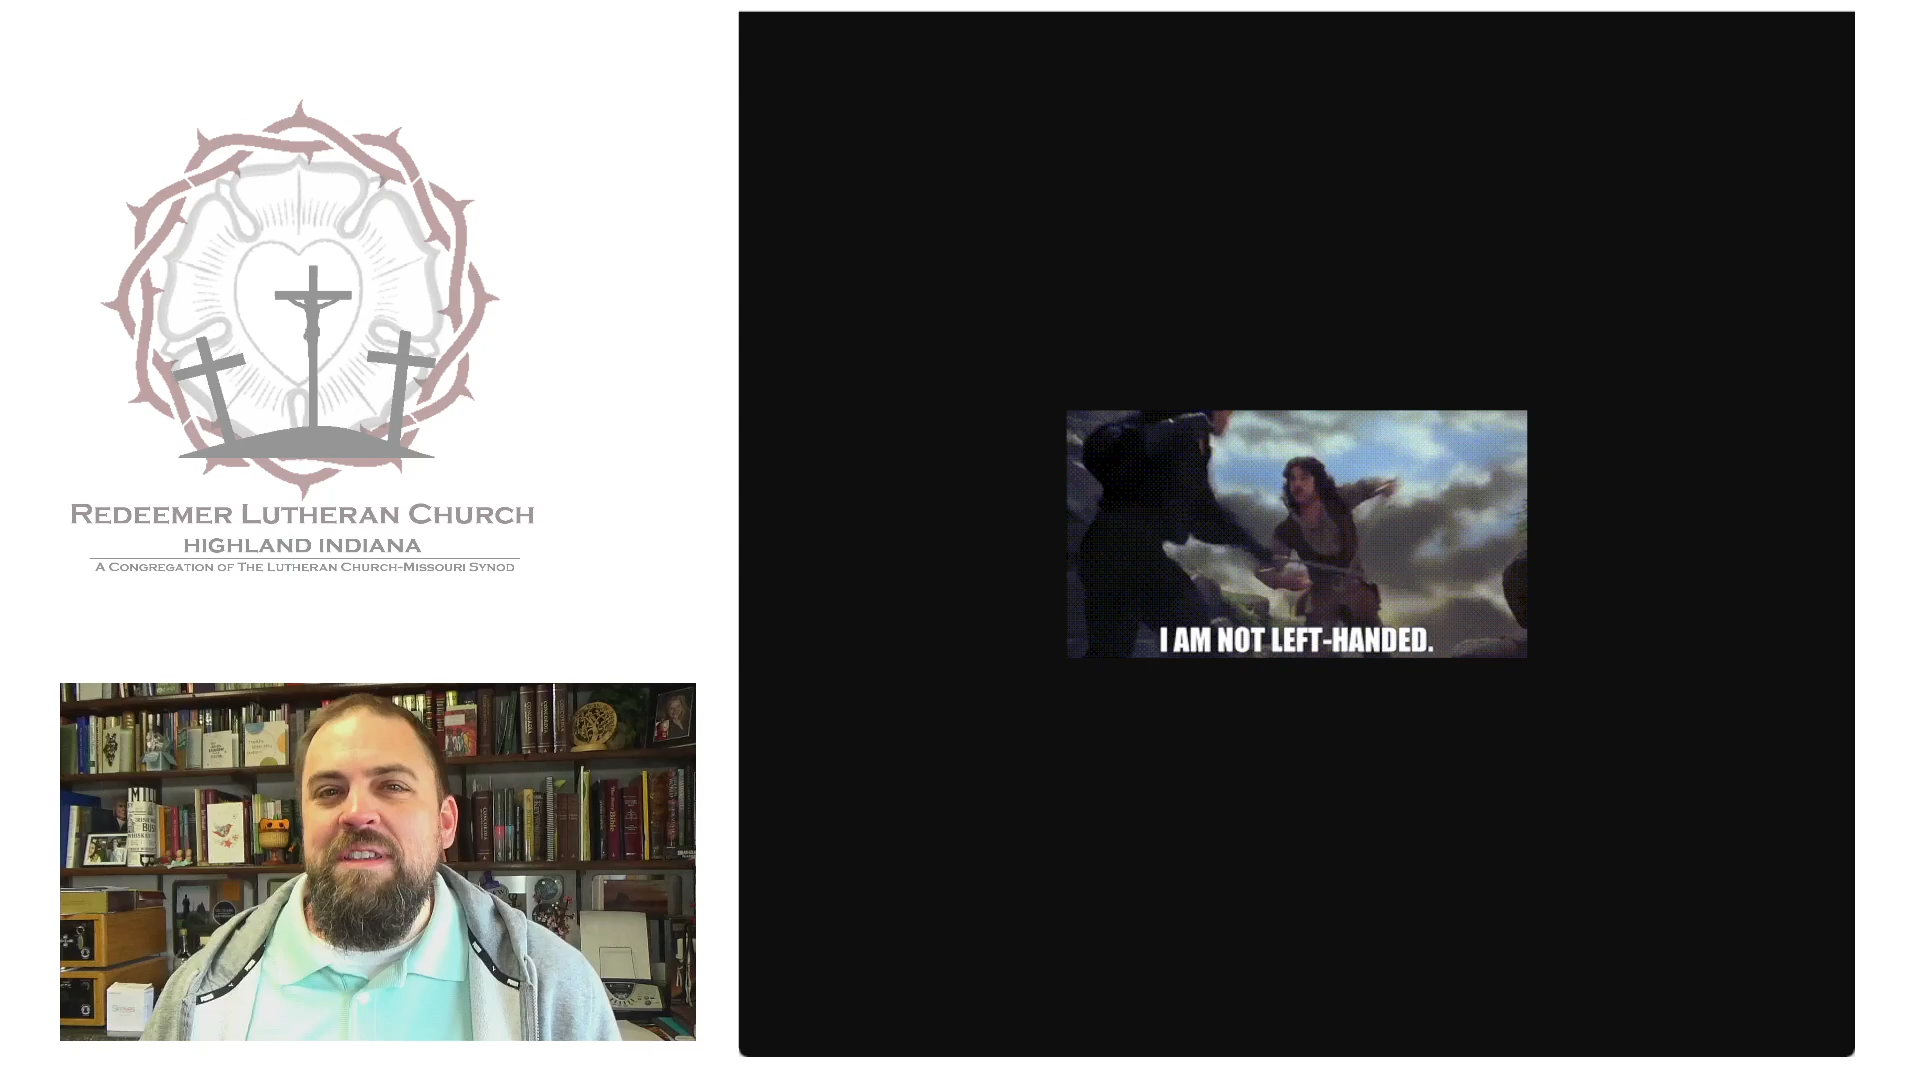 REDEEMER LUTHERAN CHURCH
HIGHLAND INDIANA
A CONGREGATION OF THE LUTHERAN CHURCH-MISSOURI SYNOD
I AM NOT LEFT-HANDED.